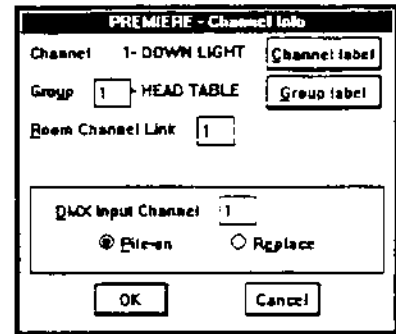 PREMIERE - Channel Info
Channel 1- DOWN LIGHT Channel label
Group 1 - HEAD TABLE Group label
Room Channel Link 1
DMX Input Channel 1
Pile-on Replace
OK Cancel